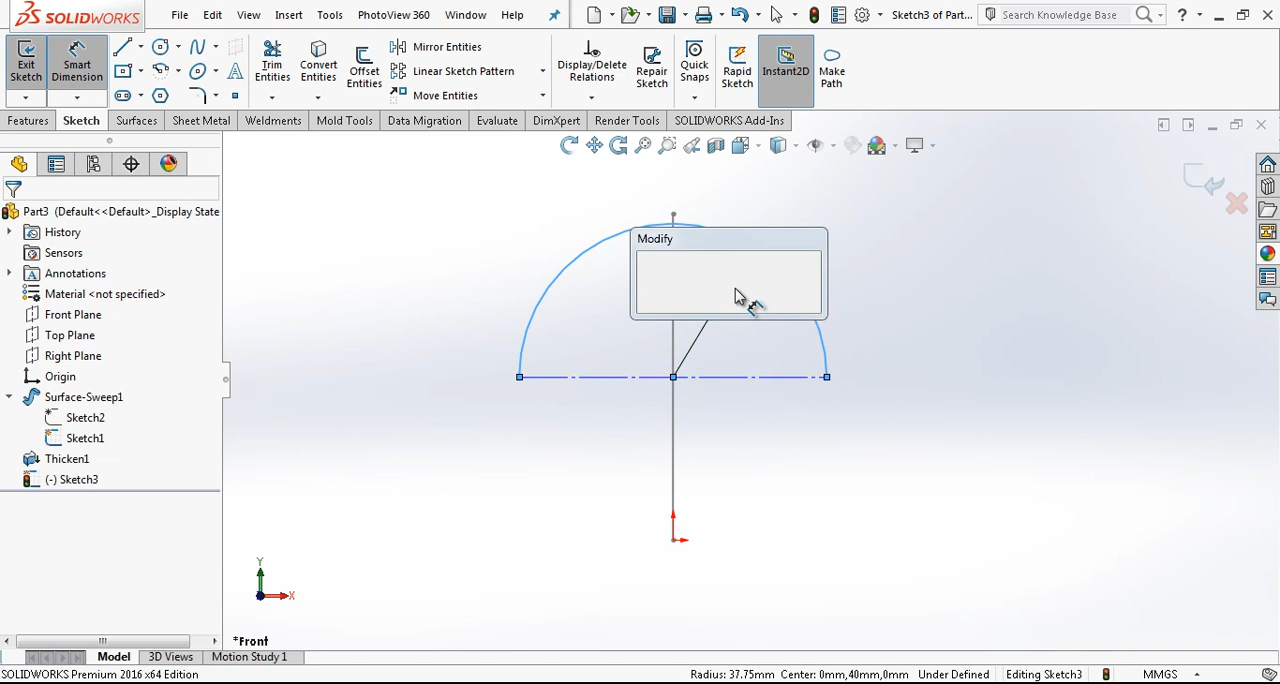 SOLIDWORKS File Edit View Insert Tools PhotoView 360 Window Help Sketch3 of Part... Search Knowledge Base ?
Exit Sketch Smart Dimension Trim Entities Convert Entities Offset Entities Mirror Entities Linear Sketch Pattern Move Entities Display/Delete Relations Repair Sketch Quick Snaps Rapid Sketch Instant2D Make Path
Features Sketch Surfaces Sheet Metal Weldments Mold Tools Data Migration Evaluate DimXpert Render Tools SOLIDWORKS Add-Ins
Part3 (Default<<Default>_Display State
History
Sensors
Annotations
Material <not specified>
Front Plane
Top Plane
Right Plane
Origin
Surface-Sweep1
Sketch2
Sketch1
Thicken1
(-) Sketch3
Modify
Y
X
*Front
Model 3D Views Motion Study 1
SOLIDWORKS Premium 2016 x64 Edition Radius: 37.75mm Center: 0mm,40mm,0mm Under Defined Editing Sketch3 MMGS